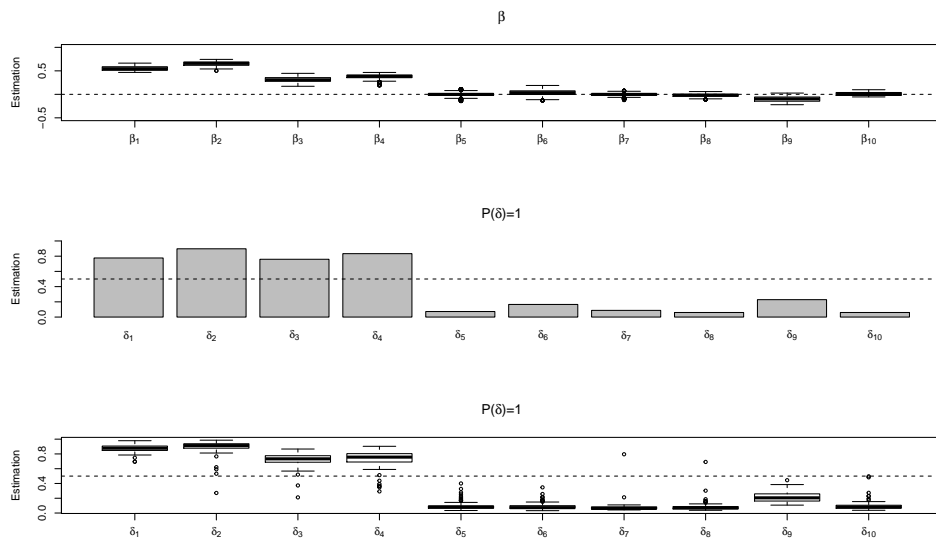 β
Estimation
0.5
−0.5
β1 β2 β3 β4 β5 β6 β7 β8 β9 β10
P(δ)=1
Estimation
0.8
0.4
0.0
δ1 δ2 δ3 δ4 δ5 δ6 δ7 δ8 δ9 δ10
P(δ)=1
Estimation
0.8
0.4
0.0
δ1 δ2 δ3 δ4 δ5 δ6 δ7 δ8 δ9 δ10